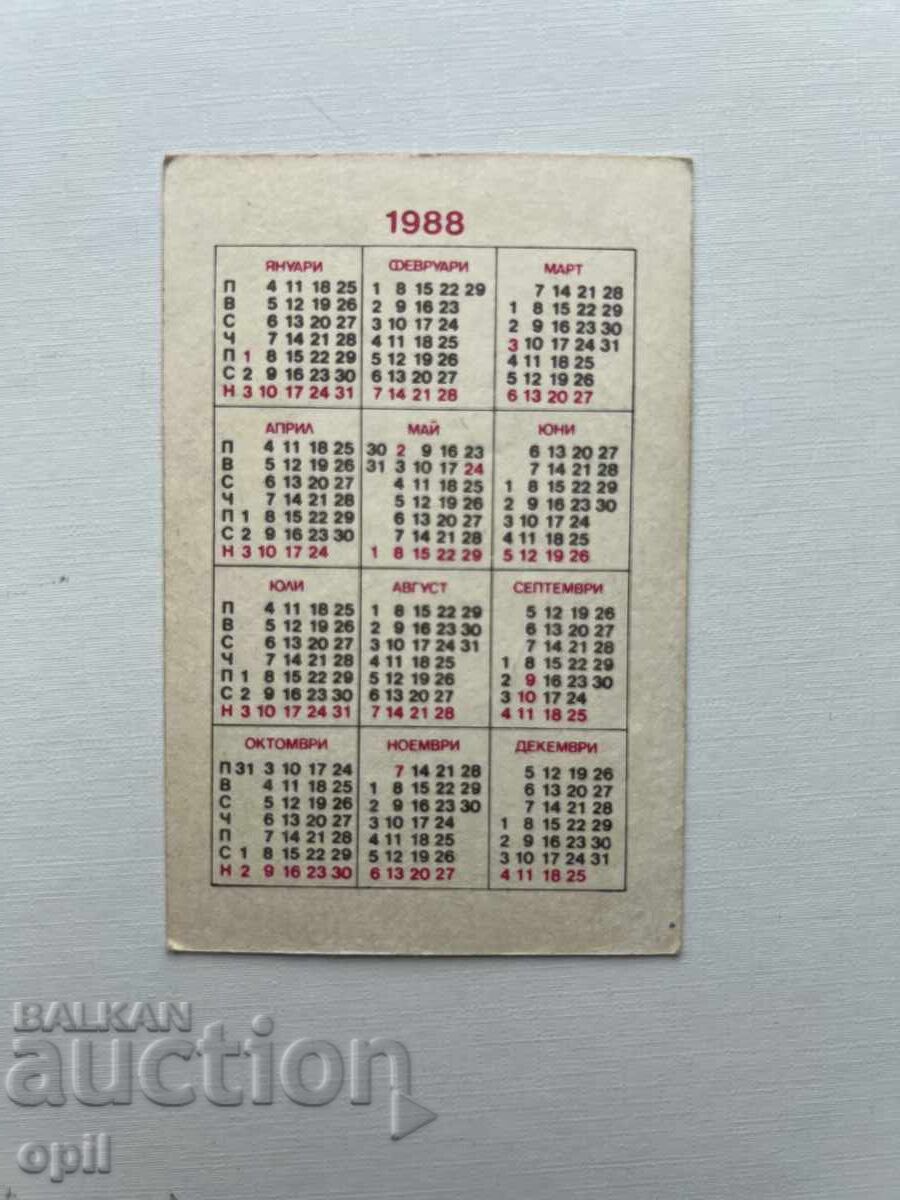 1988
ЯНУАРИ
П 4 11 18 25
В 5 12 19 26
С 6 13 20 27
Ч 7 14 21 28
П 1 8 15 22 29
С 2 9 16 23 30
Н 3 10 17 24 31
ФЕВРУАРИ
1 8 15 22 29
2 9 16 23
3 10 17 24
4 11 18 25
5 12 19 26
6 13 20 27
7 14 21 28
МАРТ
7 14 21 28
1 8 15 22 29
2 9 16 23 30
3 10 17 24 31
4 11 18 25
5 12 19 26
6 13 20 27
АПРИЛ
П 4 11 18 25
В 5 12 19 26
С 6 13 20 27
Ч 7 14 21 28
П 1 8 15 22 29
С 2 9 16 23 30
Н 3 10 17 24
МАЙ
30 2 9 16 23
31 3 10 17 24
4 11 18 25
5 12 19 26
6 13 20 27
7 14 21 28
1 8 15 22 29
ЮНИ
6 13 20 27
7 14 21 28
1 8 15 22 29
2 9 16 23 30
3 10 17 24
4 11 18 25
5 12 19 26
ЮЛИ
П 4 11 18 25
В 5 12 19 26
С 6 13 20 27
Ч 7 14 21 28
П 1 8 15 22 29
С 2 9 16 23 30
Н 3 10 17 24 31
АВГУСТ
1 8 15 22 29
2 9 16 23 30
3 10 17 24 31
4 11 18 25
5 12 19 26
6 13 20 27
7 14 21 28
СЕПТЕМВРИ
5 12 19 26
6 13 20 27
7 14 21 28
1 8 15 22 29
2 9 16 23 30
3 10 17 24
4 11 18 25
ОКТОМВРИ
П 31 3 10 17 24
В 4 11 18 25
С 5 12 19 26
Ч 6 13 20 27
П 7 14 21 28
С 1 8 15 22 29
Н 2 9 16 23 30
НОЕМВРИ
7 14 21 28
1 8 15 22 29
2 9 16 23 30
3 10 17 24
4 11 18 25
5 12 19 26
6 13 20 27
ДЕКЕМВРИ
5 12 19 26
6 13 20 27
7 14 21 28
1 8 15 22 29
2 9 16 23 30
3 10 17 24 31
4 11 18 25
BALKAN
auction
opil